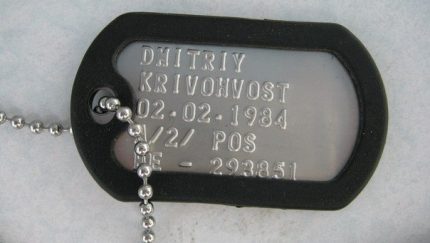 DMITRIY
KRIVOHVOST
02.02.1984
/2/ POS
- 293851